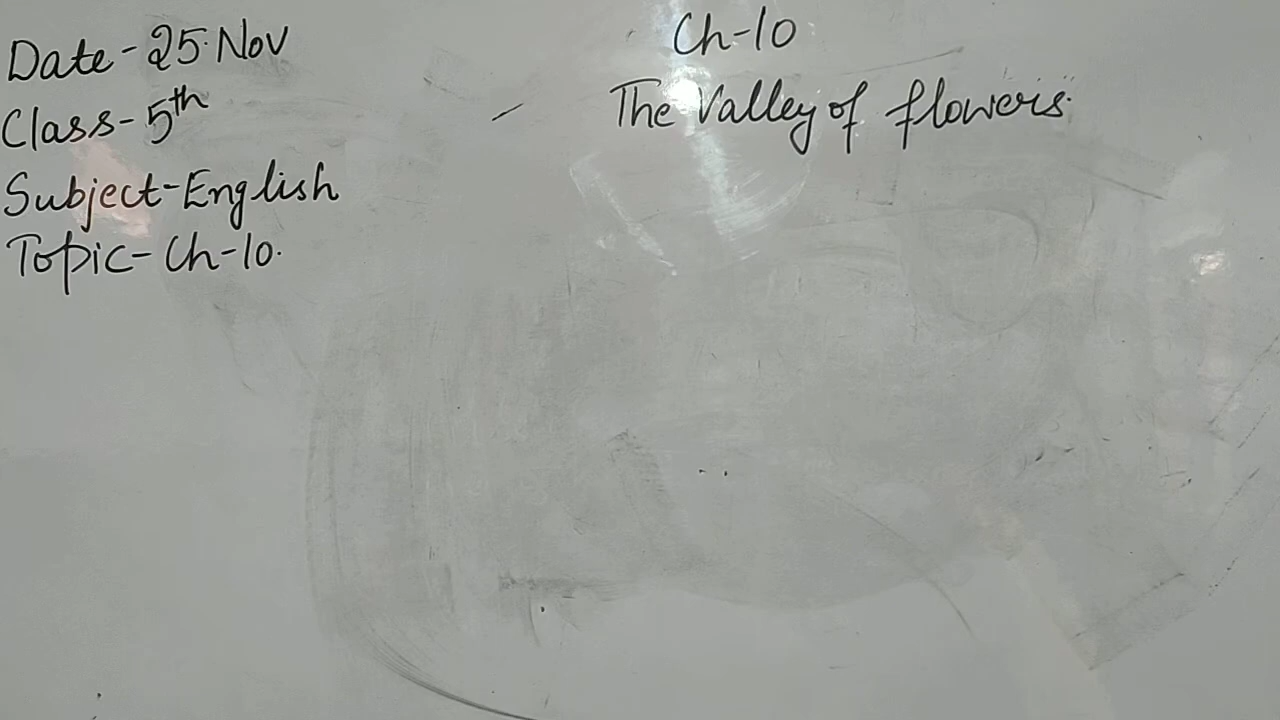 Date - 25. Nov
Class - 5th
Subject - English
Topic - Ch-10.
Ch-10
The Valley of flowers.